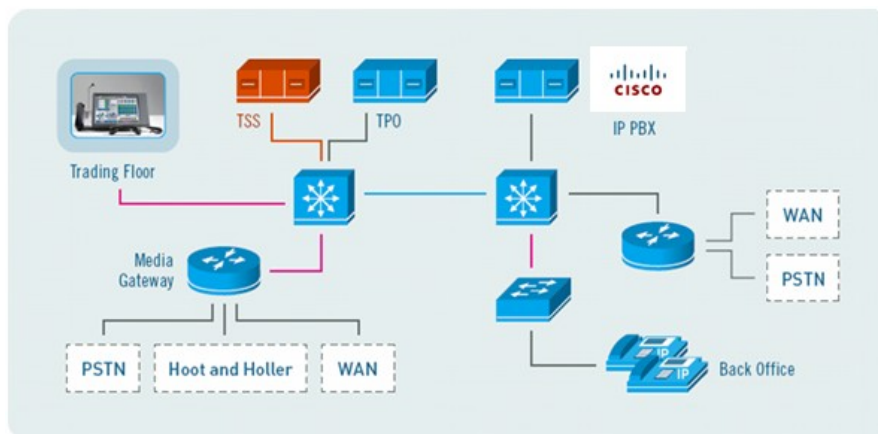 TSS
TPO
CISCO
IP PBX
Trading Floor
WAN
Media
Gateway
PSTN
PSTN
Hoot and Holler
WAN
IP
IP
Back Office